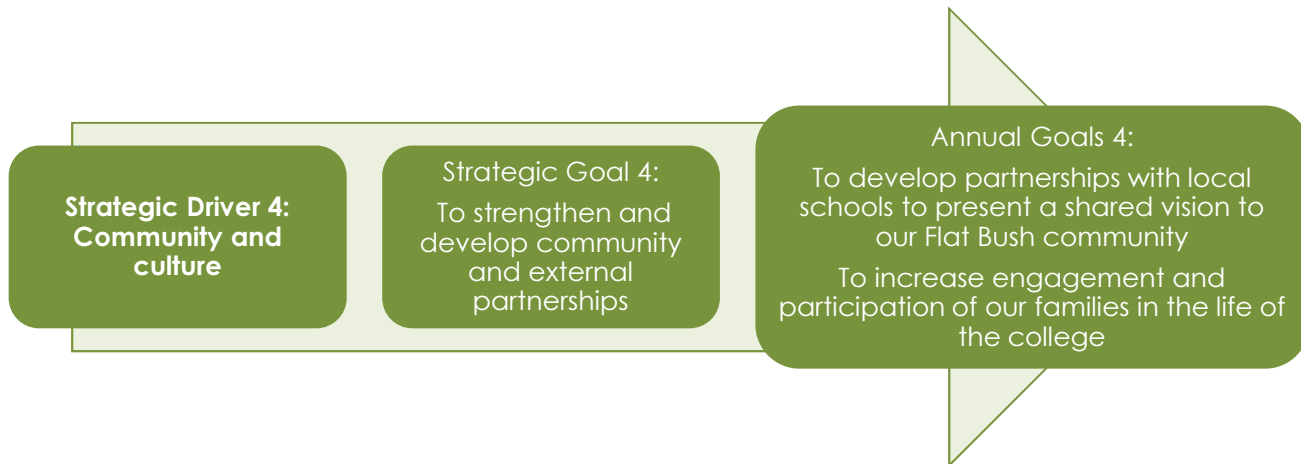 Strategic Driver 4:
Community and
culture
Strategic Goal 4:
To strengthen and
develop community
and external
partnerships
Annual Goals 4:
To develop partnerships with local
schools to present a shared vision to
our Flat Bush community
To increase engagement and
participation of our families in the life of
the college